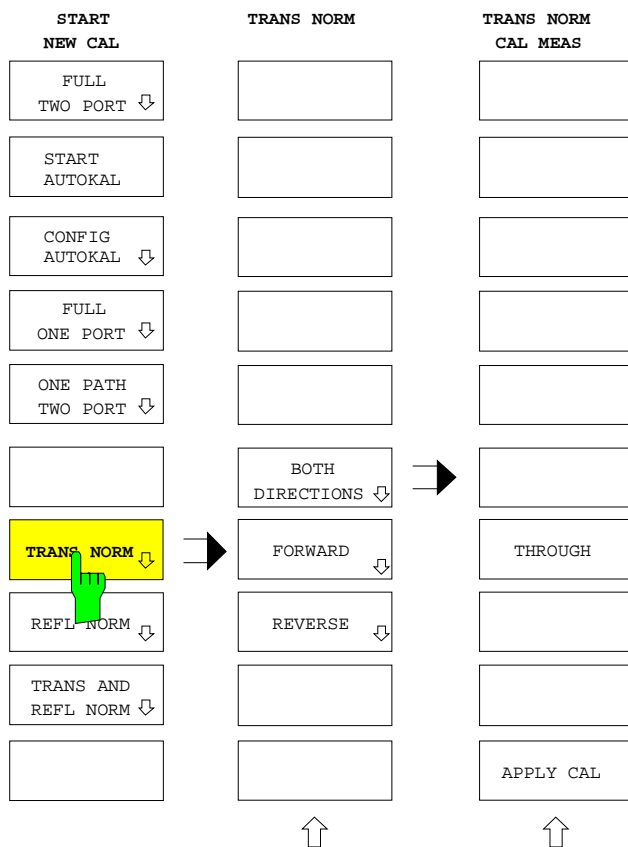 START
NEW CAL
FULL
TWO PORT
START
AUTOKAL
CONFIG
AUTOKAL
FULL
ONE PORT
ONE PATH
TWO PORT
TRANS NORM
REFL NORM
TRANS AND
REFL NORM
TRANS NORM
BOTH
DIRECTIONS
FORWARD
REVERSE
TRANS NORM
CAL MEAS
THROUGH
APPLY CAL